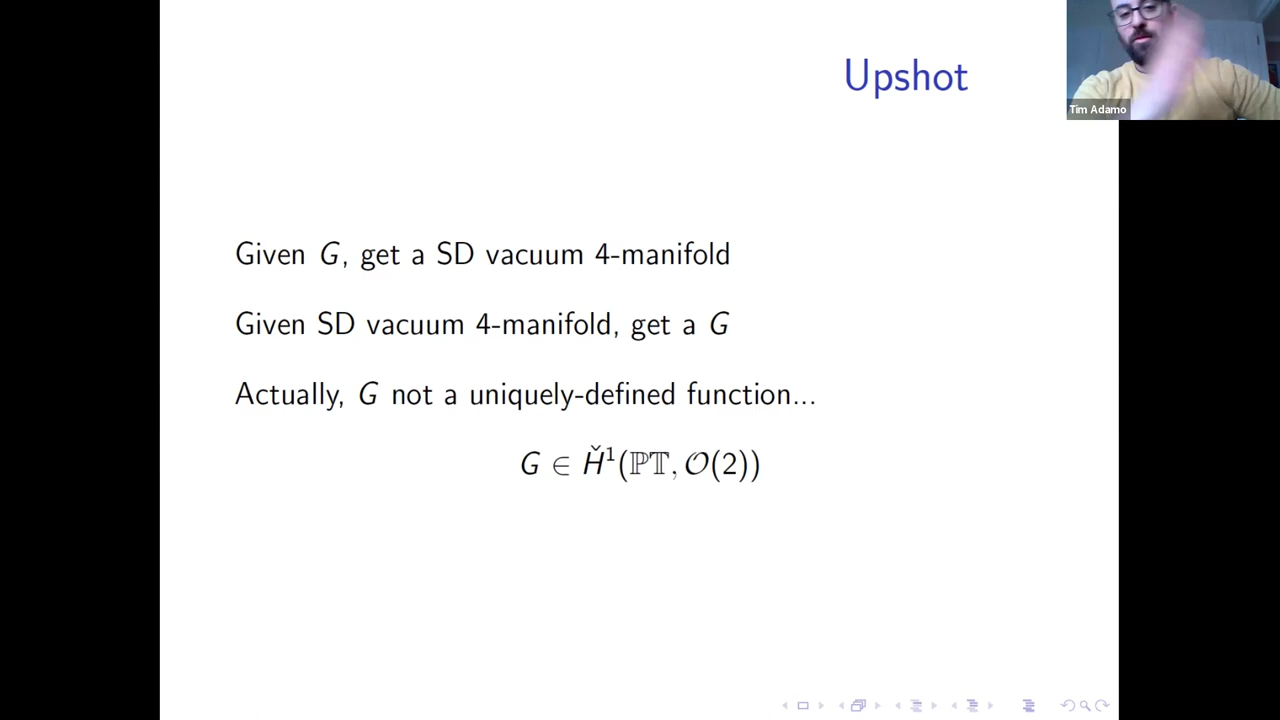 Upshot
Tim Adamo
Given G, get a SD vacuum 4-manifold
Given SD vacuum 4-manifold, get a G
Actually, G not a uniquely-defined function...
G ∈ Ȟ¹(ℙ𝕋, 𝒪(2))